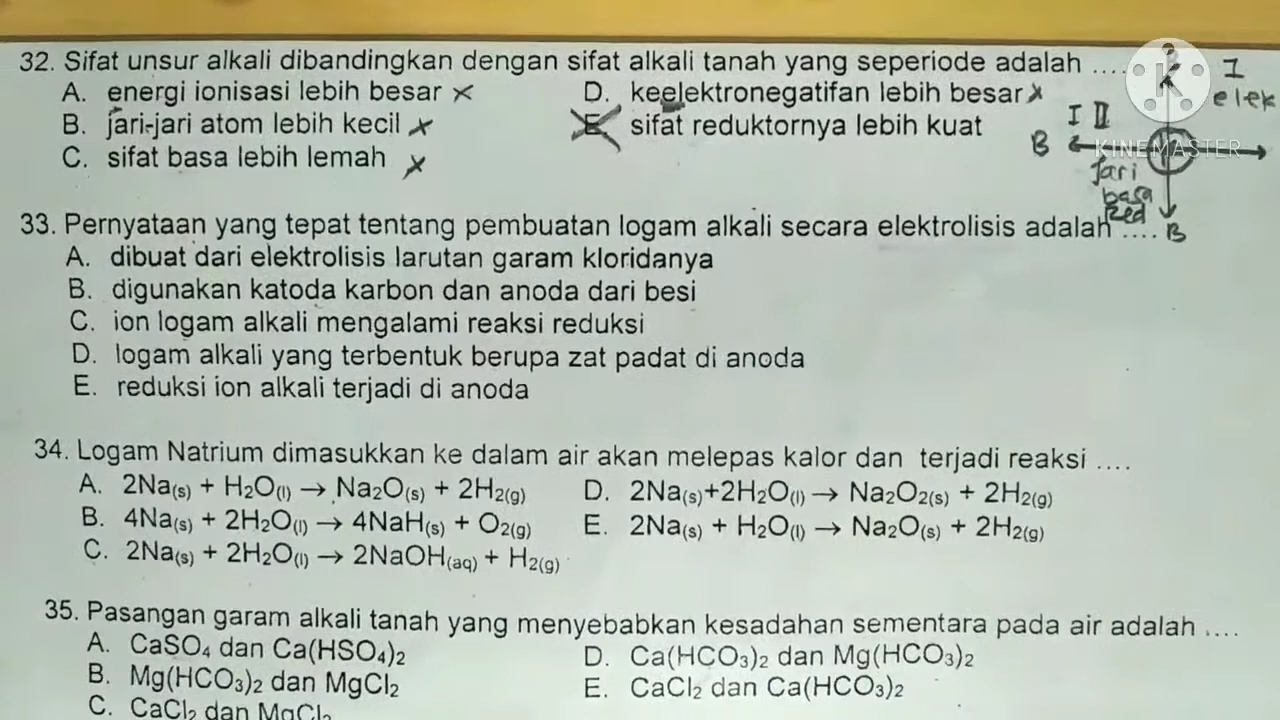 32. Sifat unsur alkali dibandingkan dengan sifat alkali tanah yang seperiode adalah ....
A. energi ionisasi lebih besar x
D. keelektronegatifan lebih besar x
B. jari-jari atom lebih kecil x
E. sifat reduktornya lebih kuat
C. sifat basa lebih lemah x
K
I
elek
I II
B
KINEMASTER
Jari
basa
Red
B
33. Pernyataan yang tepat tentang pembuatan logam alkali secara elektrolisis adalah ....
A. dibuat dari elektrolisis larutan garam kloridanya
B. digunakan katoda karbon dan anoda dari besi
C. ion logam alkali mengalami reaksi reduksi
D. logam alkali yang terbentuk berupa zat padat di anoda
E. reduksi ion alkali terjadi di anoda
34. Logam Natrium dimasukkan ke dalam air akan melepas kalor dan terjadi reaksi ....
A. 2Na(s) + H₂O(l) → Na₂O(s) + 2H₂(g)
D. 2Na(s)+2H₂O(l) → Na₂O₂(s) + 2H₂(g)
B. 4Na(s) + 2H₂O(l) → 4NaH(s) + O₂(g)
E. 2Na(s) + H₂O(l) → Na₂O(s) + 2H₂(g)
C. 2Na(s) + 2H₂O(l) → 2NaOH(aq) + H₂(g)
35. Pasangan garam alkali tanah yang menyebabkan kesadahan sementara pada air adalah ....
A. CaSO₄ dan Ca(HSO₄)₂
D. Ca(HCO₃)₂ dan Mg(HCO₃)₂
B. Mg(HCO₃)₂ dan MgCl₂
E. CaCl₂ dan Ca(HCO₃)₂
C. CaCl₂ dan MgCl₂